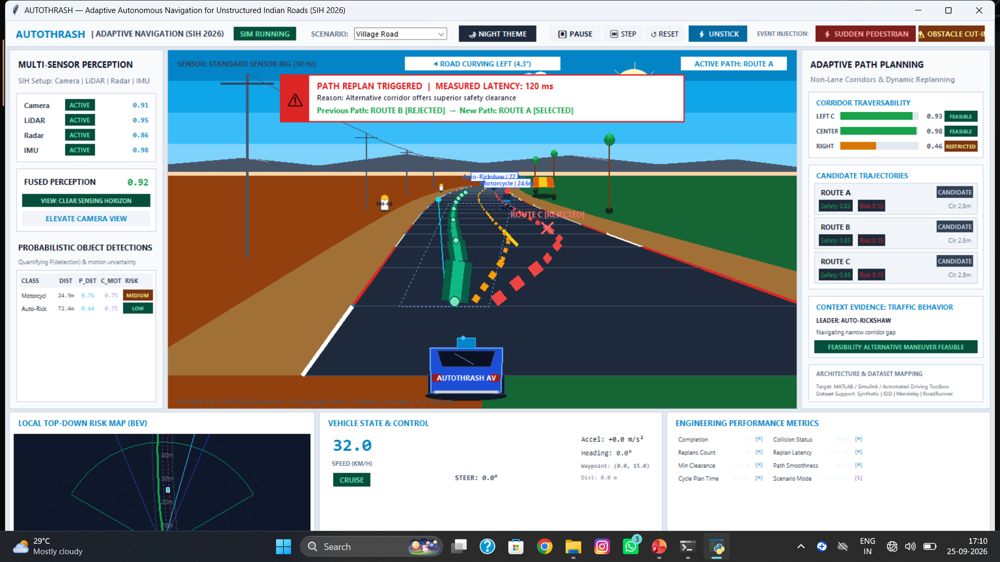 AUTOTHRASH — Adaptive Autonomous Navigation for Unstructured Indian Roads (SIH 2026)
AUTOTHRASH | ADAPTIVE NAVIGATION (SIH 2026) SIM RUNNING SCENARIO: Village Road NIGHT THEME PAUSE STEP RESET UNSTICK EVENT INJECTION: SUDDEN PEDESTRIAN OBSTACLE CUT-I
MULTI-SENSOR PERCEPTION
SIH Setup: Camera | LiDAR | Radar | IMU
Camera ACTIVE 0.91
LiDAR ACTIVE 0.95
Radar ACTIVE 0.86
IMU ACTIVE 0.98
FUSED PERCEPTION 0.92
VIEW: CLEAR SENSING HORIZON
ELEVATE CAMERA VIEW
PROBABILISTIC OBJECT DETECTIONS
Quantifying P(detection) & motion uncertainty
CLASS DIST P_DET C_MOT RISK
Motorcycl 24.9m 0.76 0.75 MEDIUM
Auto-Rick 72.4m 0.64 0.75 LOW
SENSOR: STANDARD SENSOR RIG (30 Hz)
◄ ROAD CURVING LEFT (4.3°)
ACTIVE PATH: ROUTE A
PATH REPLAN TRIGGERED | MEASURED LATENCY: 120 ms
Reason: Alternative corridor offers superior safety clearance
Previous Path: ROUTE B [REJECTED] → New Path: ROUTE A [SELECTED]
Auto-Rickshaw | 72
Motorcycle | 24.6m
NH-48
ROUTE C [REJECTED]
AUTOTHRASH AV
KEY SHORTCUTS: [SPACE] Pause/Resume | [T] Day/Night Theme | [R] Reset | [U] Unstick |
ADAPTIVE PATH PLANNING
Non-Lane Corridors & Dynamic Replanning
CORRIDOR TRAVERSABILITY
LEFT C 0.93 FEASIBLE
CENTER 0.98 FEASIBLE
RIGHT 0.46 RESTRICTED
CANDIDATE TRAJECTORIES
ROUTE A CANDIDATE
Safety: 0.85 Risk: 0.15 Clr: 2.8m
ROUTE B CANDIDATE
Safety: 0.85 Risk: 0.15 Clr: 2.8m
ROUTE C CANDIDATE
Safety: 0.85 Risk: 0.15 Clr: 2.8m
CONTEXT EVIDENCE: TRAFFIC BEHAVIOR
LEADER: AUTO-RICKSHAW
Navigating narrow corridor gap
FEASIBILITY: ALTERNATIVE MANEUVER FEASIBLE
ARCHITECTURE & DATASET MAPPING
Target: MATLAB / Simulink / Automated Driving Toolbox
Dataset Support: Synthetic | IDD | Mendeley | RoadRunner
LOCAL TOP-DOWN RISK MAP (BEV)
40m
30m
20m
10m
VEHICLE STATE & CONTROL
32.0
SPEED (KM/H)
CRUISE
STEER: 0.0°
Accel: +0.0 m/s²
Heading: 0.0°
Waypoint: (0.0, 15.0)
Dist: 0.0 m
ENGINEERING PERFORMANCE METRICS
Completion [M] Collision Status [M]
Replans Count [M] Replan Latency [M]
Min Clearance [M] Path Smoothness [M]
Cycle Plan Time [M] Scenario Mode [S]
29°C
Mostly cloudy
Search
3
ENG
IN
17:10
25-09-2026